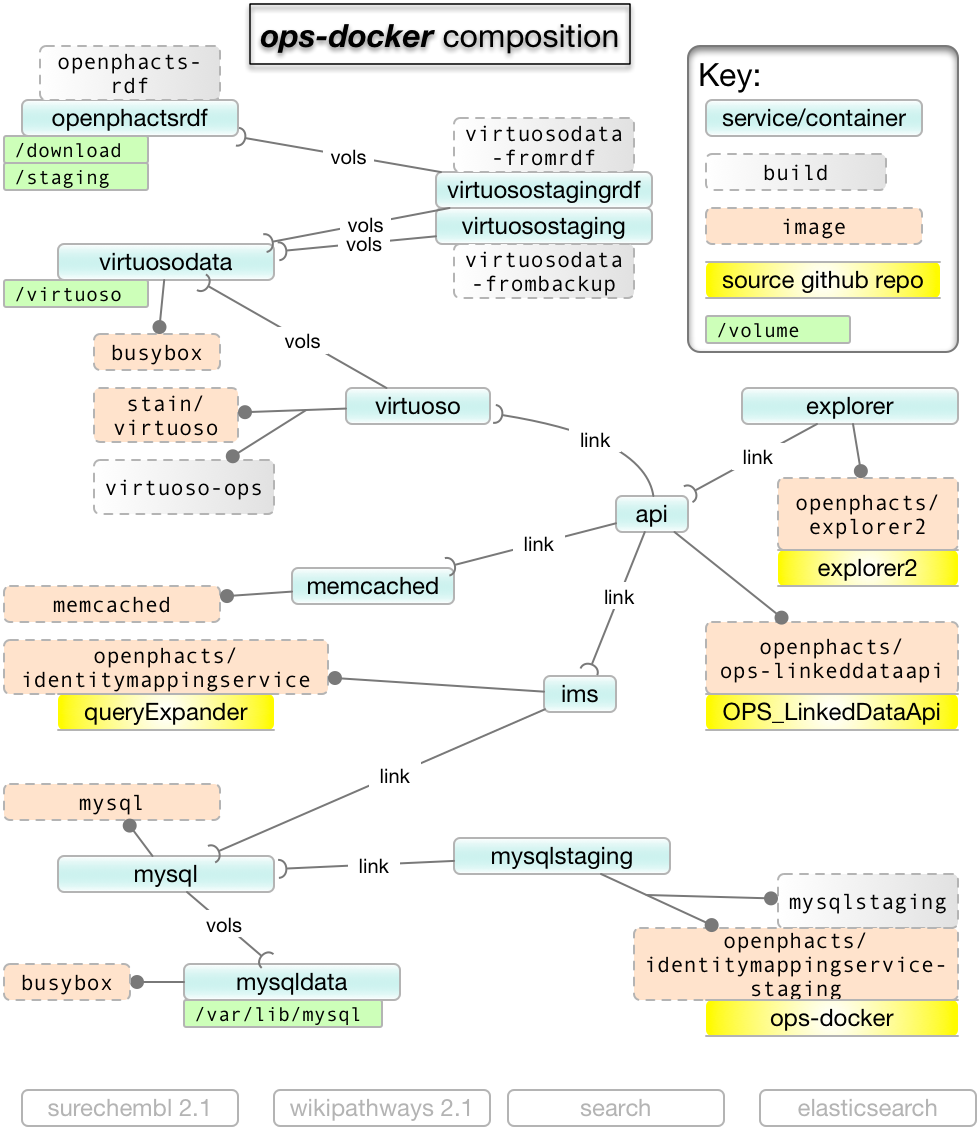 ops-docker composition
openphacts-
rdf
openphactsrdf
/download
/staging
vols
virtuosodata
-fromrdf
virtuosostagingrdf
virtuosostaging
virtuosodata
-frombackup
vols
vols
virtuosodata
/virtuoso
busybox
vols
stain/
virtuoso
virtuoso
virtuoso-ops
Key:
service/container
build
image
source github repo
/volume
explorer
link
link
openphacts/
explorer2
explorer2
api
link
memcached
memcached
link
openphacts/
ops-linkeddataapi
OPS_LinkedDataApi
openphacts/
identitymappingservice
queryExpander
ims
link
mysql
mysql
link
mysqlstaging
mysqlstaging
openphacts/
identitymappingservice-
staging
ops-docker
vols
busybox
mysqldata
/var/lib/mysql
surechembl 2.1
wikipathways 2.1
search
elasticsearch